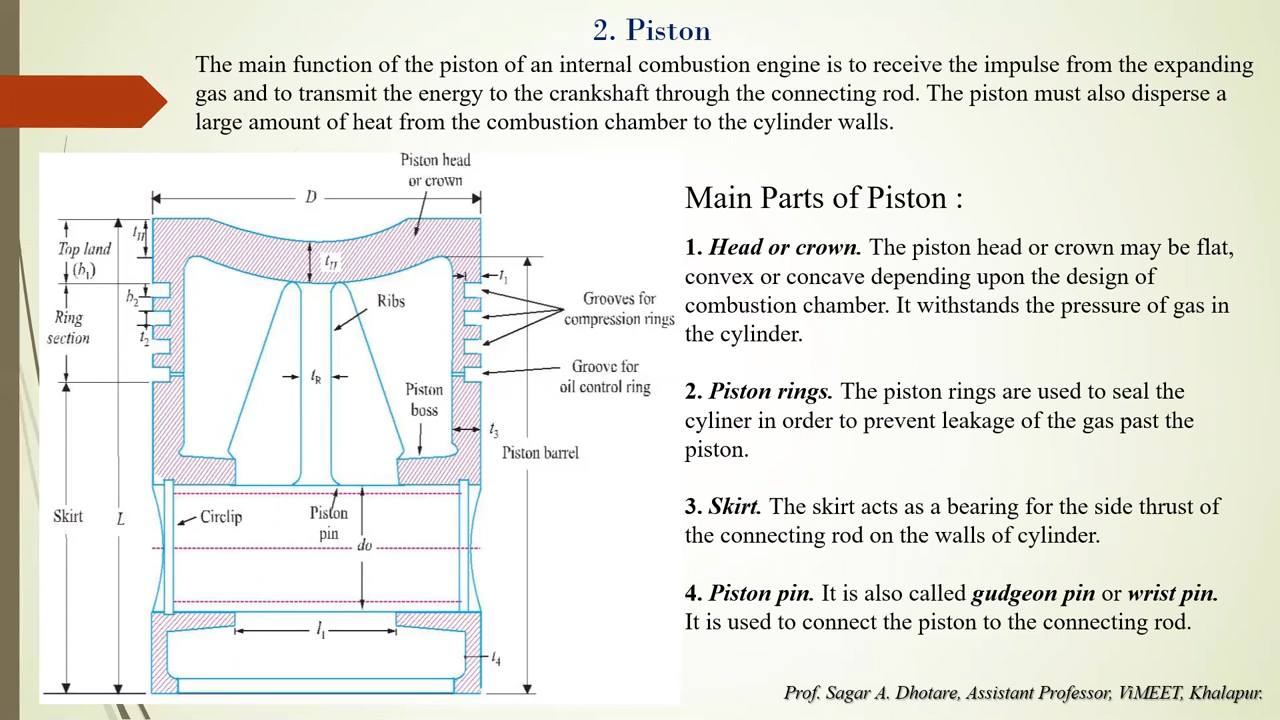 2. Piston
The main function of the piston of an internal combustion engine is to receive the impulse from the expanding
gas and to transmit the energy to the crankshaft through the connecting rod. The piston must also disperse a
large amount of heat from the combustion chamber to the cylinder walls.
Piston head
or crown
D
tH
Top land
(b1)
tH
t1
b2
Ribs
Grooves for
compression rings
Ring
section
t2
Groove for
oil control ring
tR
Piston
boss
t3
Piston barrel
Skirt
L
Circlip
Piston
pin
do
l1
t4
Main Parts of Piston :
1. Head or crown. The piston head or crown may be flat,
convex or concave depending upon the design of
combustion chamber. It withstands the pressure of gas in
the cylinder.
2. Piston rings. The piston rings are used to seal the
cyliner in order to prevent leakage of the gas past the
piston.
3. Skirt. The skirt acts as a bearing for the side thrust of
the connecting rod on the walls of cylinder.
4. Piston pin. It is also called gudgeon pin or wrist pin.
It is used to connect the piston to the connecting rod.
Prof. Sagar A. Dhotare, Assistant Professor, ViMEET, Khalapur.